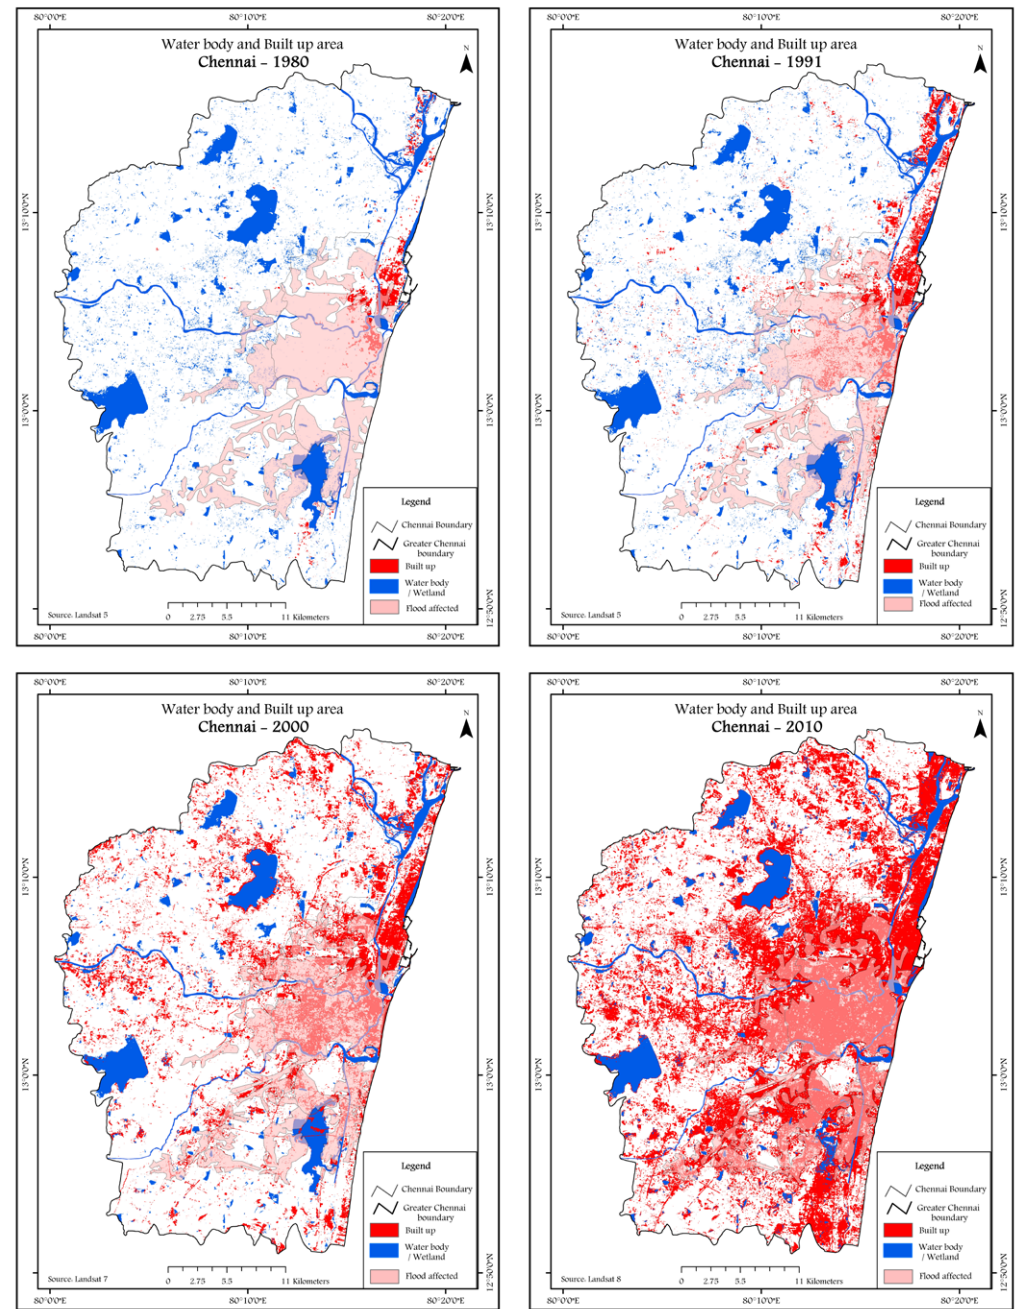 80°0'0"E 80°10'0"E 80°20'0"E
Water body and Built up area
Chennai - 1980
N
13°10'0"N
13°10'0"N
13°0'0"N
13°0'0"N
12°50'0"N
Legend
Chennai Boundary
Greater Chennai
boundary
Built up
Water body
/ Wetland
Flood affected
Source: Landsat 5
0 2.75 5.5 11 Kilometers
80°0'0"E 80°10'0"E 80°20'0"E
80°0'0"E 80°10'0"E 80°20'0"E
Water body and Built up area
Chennai - 1991
N
13°10'0"N
13°10'0"N
13°0'0"N
13°0'0"N
12°50'0"N
Legend
Chennai Boundary
Greater Chennai
boundary
Built up
Water body
/ Wetland
Flood affected
Source: Landsat 5
0 2.75 5.5 11 Kilometers
80°0'0"E 80°10'0"E 80°20'0"E
80°0'0"E 80°10'0"E 80°20'0"E
Water body and Built up area
Chennai - 2000
N
13°10'0"N
13°10'0"N
13°0'0"N
13°0'0"N
12°50'0"N
Legend
Chennai Boundary
Greater Chennai
boundary
Built up
Water body
/ Wetland
Flood affected
Source: Landsat 7
0 2.75 5.5 11 Kilometers
80°0'0"E 80°10'0"E 80°20'0"E
80°0'0"E 80°10'0"E 80°20'0"E
Water body and Built up area
Chennai - 2010
N
13°10'0"N
13°10'0"N
13°0'0"N
13°0'0"N
12°50'0"N
Legend
Chennai Boundary
Greater Chennai
boundary
Built up
Water body
/ Wetland
Flood affected
Source: Landsat 8
0 2.75 5.5 11 Kilometers
80°0'0"E 80°10'0"E 80°20'0"E